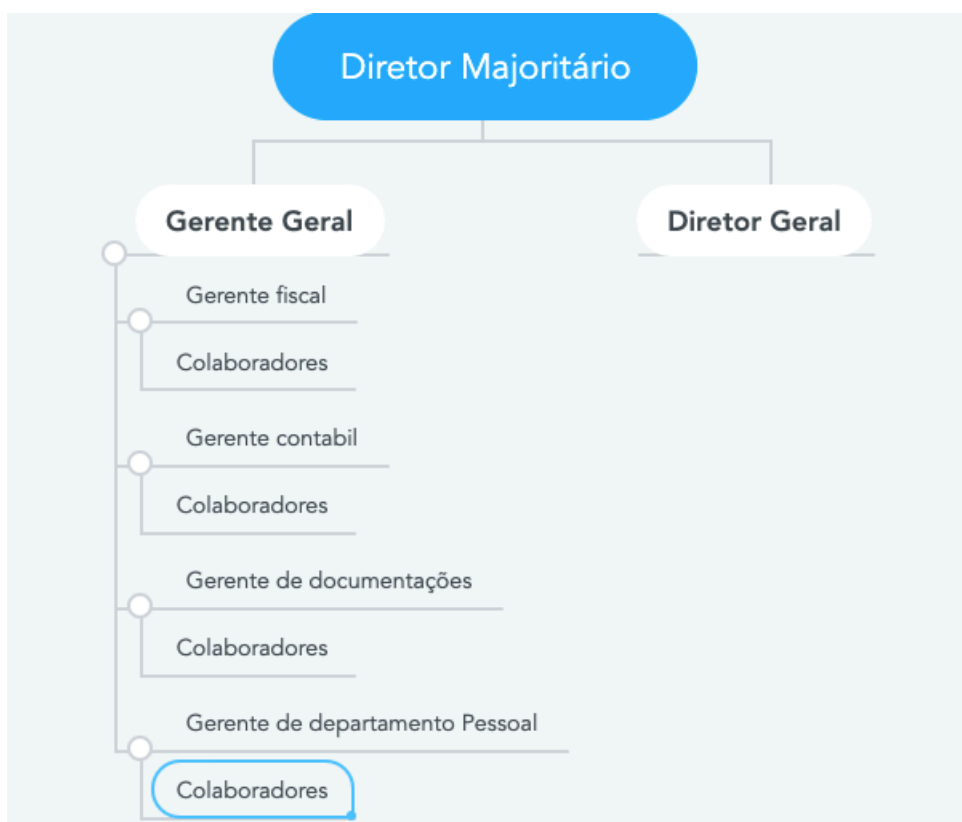 Diretor Majoritário
Gerente Geral
Diretor Geral
Gerente fiscal
Colaboradores
Gerente contabil
Colaboradores
Gerente de documentações
Colaboradores
Gerente de departamento Pessoal
Colaboradores